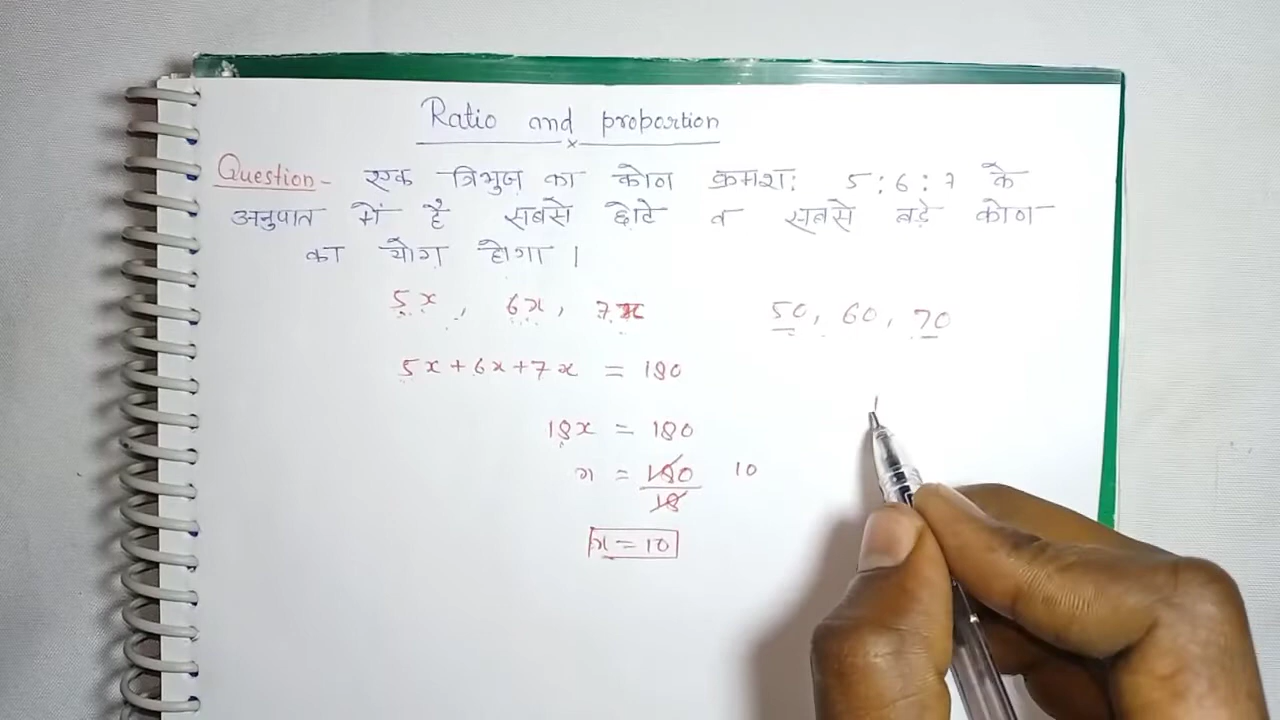 Ratio and proportion
Question- एक त्रिभुज का कोण क्रमश: 5:6:7 के
अनुपात में है सबसे छोटे व सबसे बड़े कोण
का योग होगा ।
5x, 6x, 7x
50, 60, 70
5x+6x+7x = 180
18x = 180
x = 180/18 10
x = 10